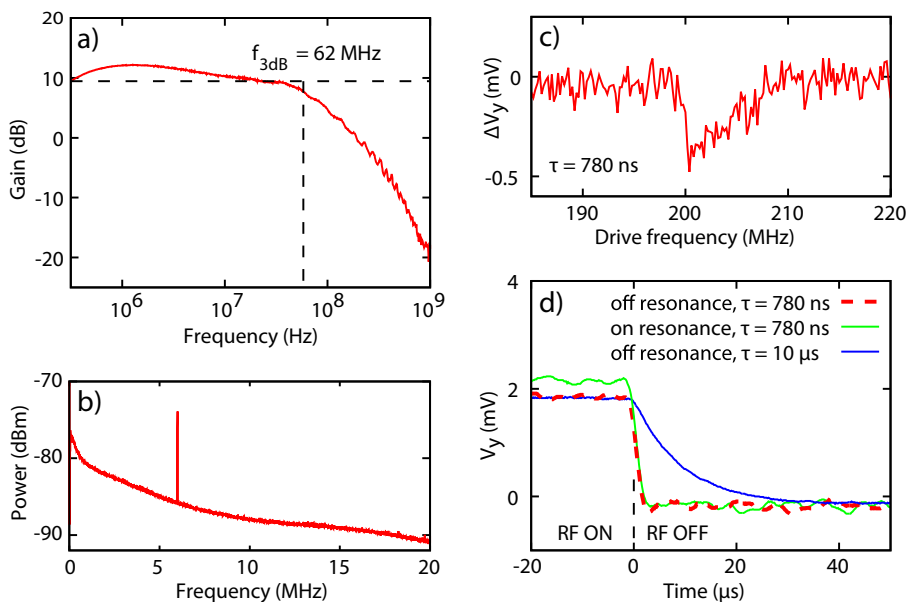 a)
f3dB = 62 MHz
20
10
0
-10
-20
Gain (dB)
10^6 10^7 10^8 10^9
Frequency (Hz)
b)
-70
-80
-90
Power (dBm)
0 5 10 15 20
Frequency (MHz)
c)
0
-0.5
ΔVy (mV)
τ = 780 ns
190 200 210 220
Drive frequency (MHz)
d)
off resonance, τ = 780 ns
on resonance, τ = 780 ns
off resonance, τ = 10 μs
4
2
0
Vy (mV)
RF ON RF OFF
-20 0 20 40
Time (μs)